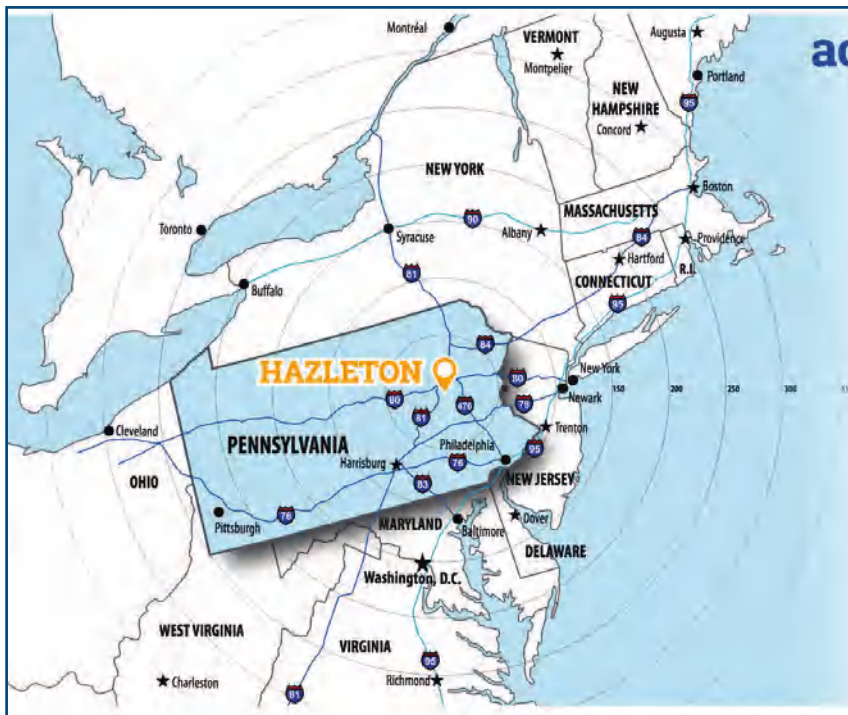 Montréal
VERMONT
Montpelier
Augusta
ac
Portland
95
NEW
HAMPSHIRE
Concord
NEW YORK
Boston
MASSACHUSETTS
Toronto
Syracuse
90
Albany
84
Providence
Hartford
R.I.
CONNECTICUT
81
Buffalo
95
84
HAZLETON
80
New York
150
200
250
300
Newark
80
476
78
81
Cleveland
Trenton
PENNSYLVANIA
Philadelphia
95
Harrisburg
76
OHIO
NEW JERSEY
83
76
Pittsburgh
MARYLAND
Baltimore
Dover
DELAWARE
Washington, D.C.
WEST VIRGINIA
VIRGINIA
95
Charleston
81
Richmond